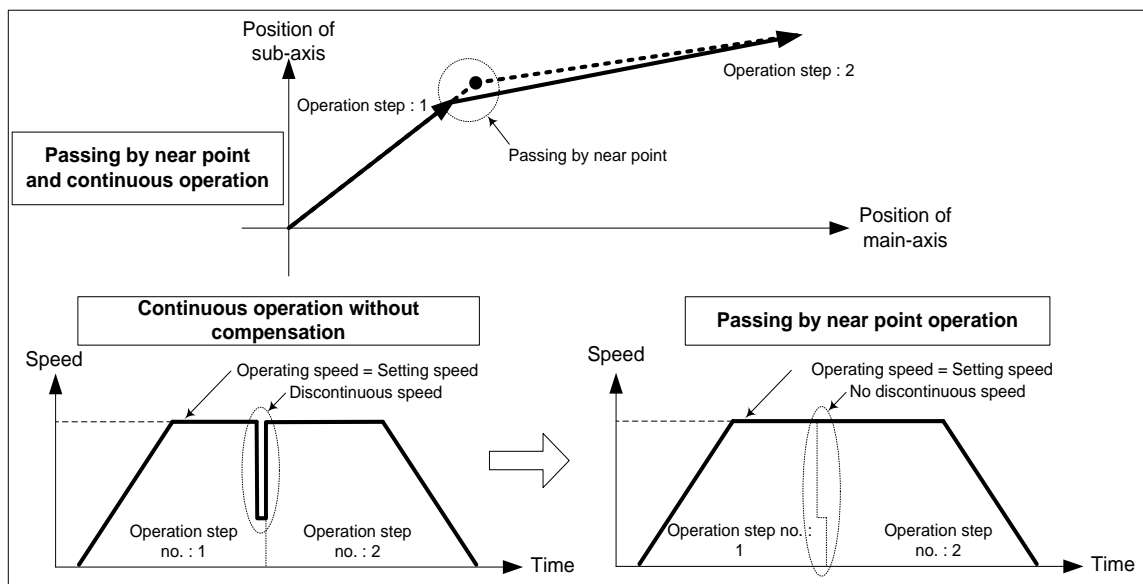 Position of
sub-axis
Operation step : 1
Operation step : 2
Passing by near point
Passing by near point
and continuous operation
Position of
main-axis
Continuous operation without
compensation
Speed
Operating speed = Setting speed
Discontinuous speed
Operation step
no. : 1
Operation step
no. : 2
Time
Passing by near point operation
Speed
Operating speed = Setting speed
No discontinuous speed
Operation step no. :
1
Operation step
no. : 2
Time